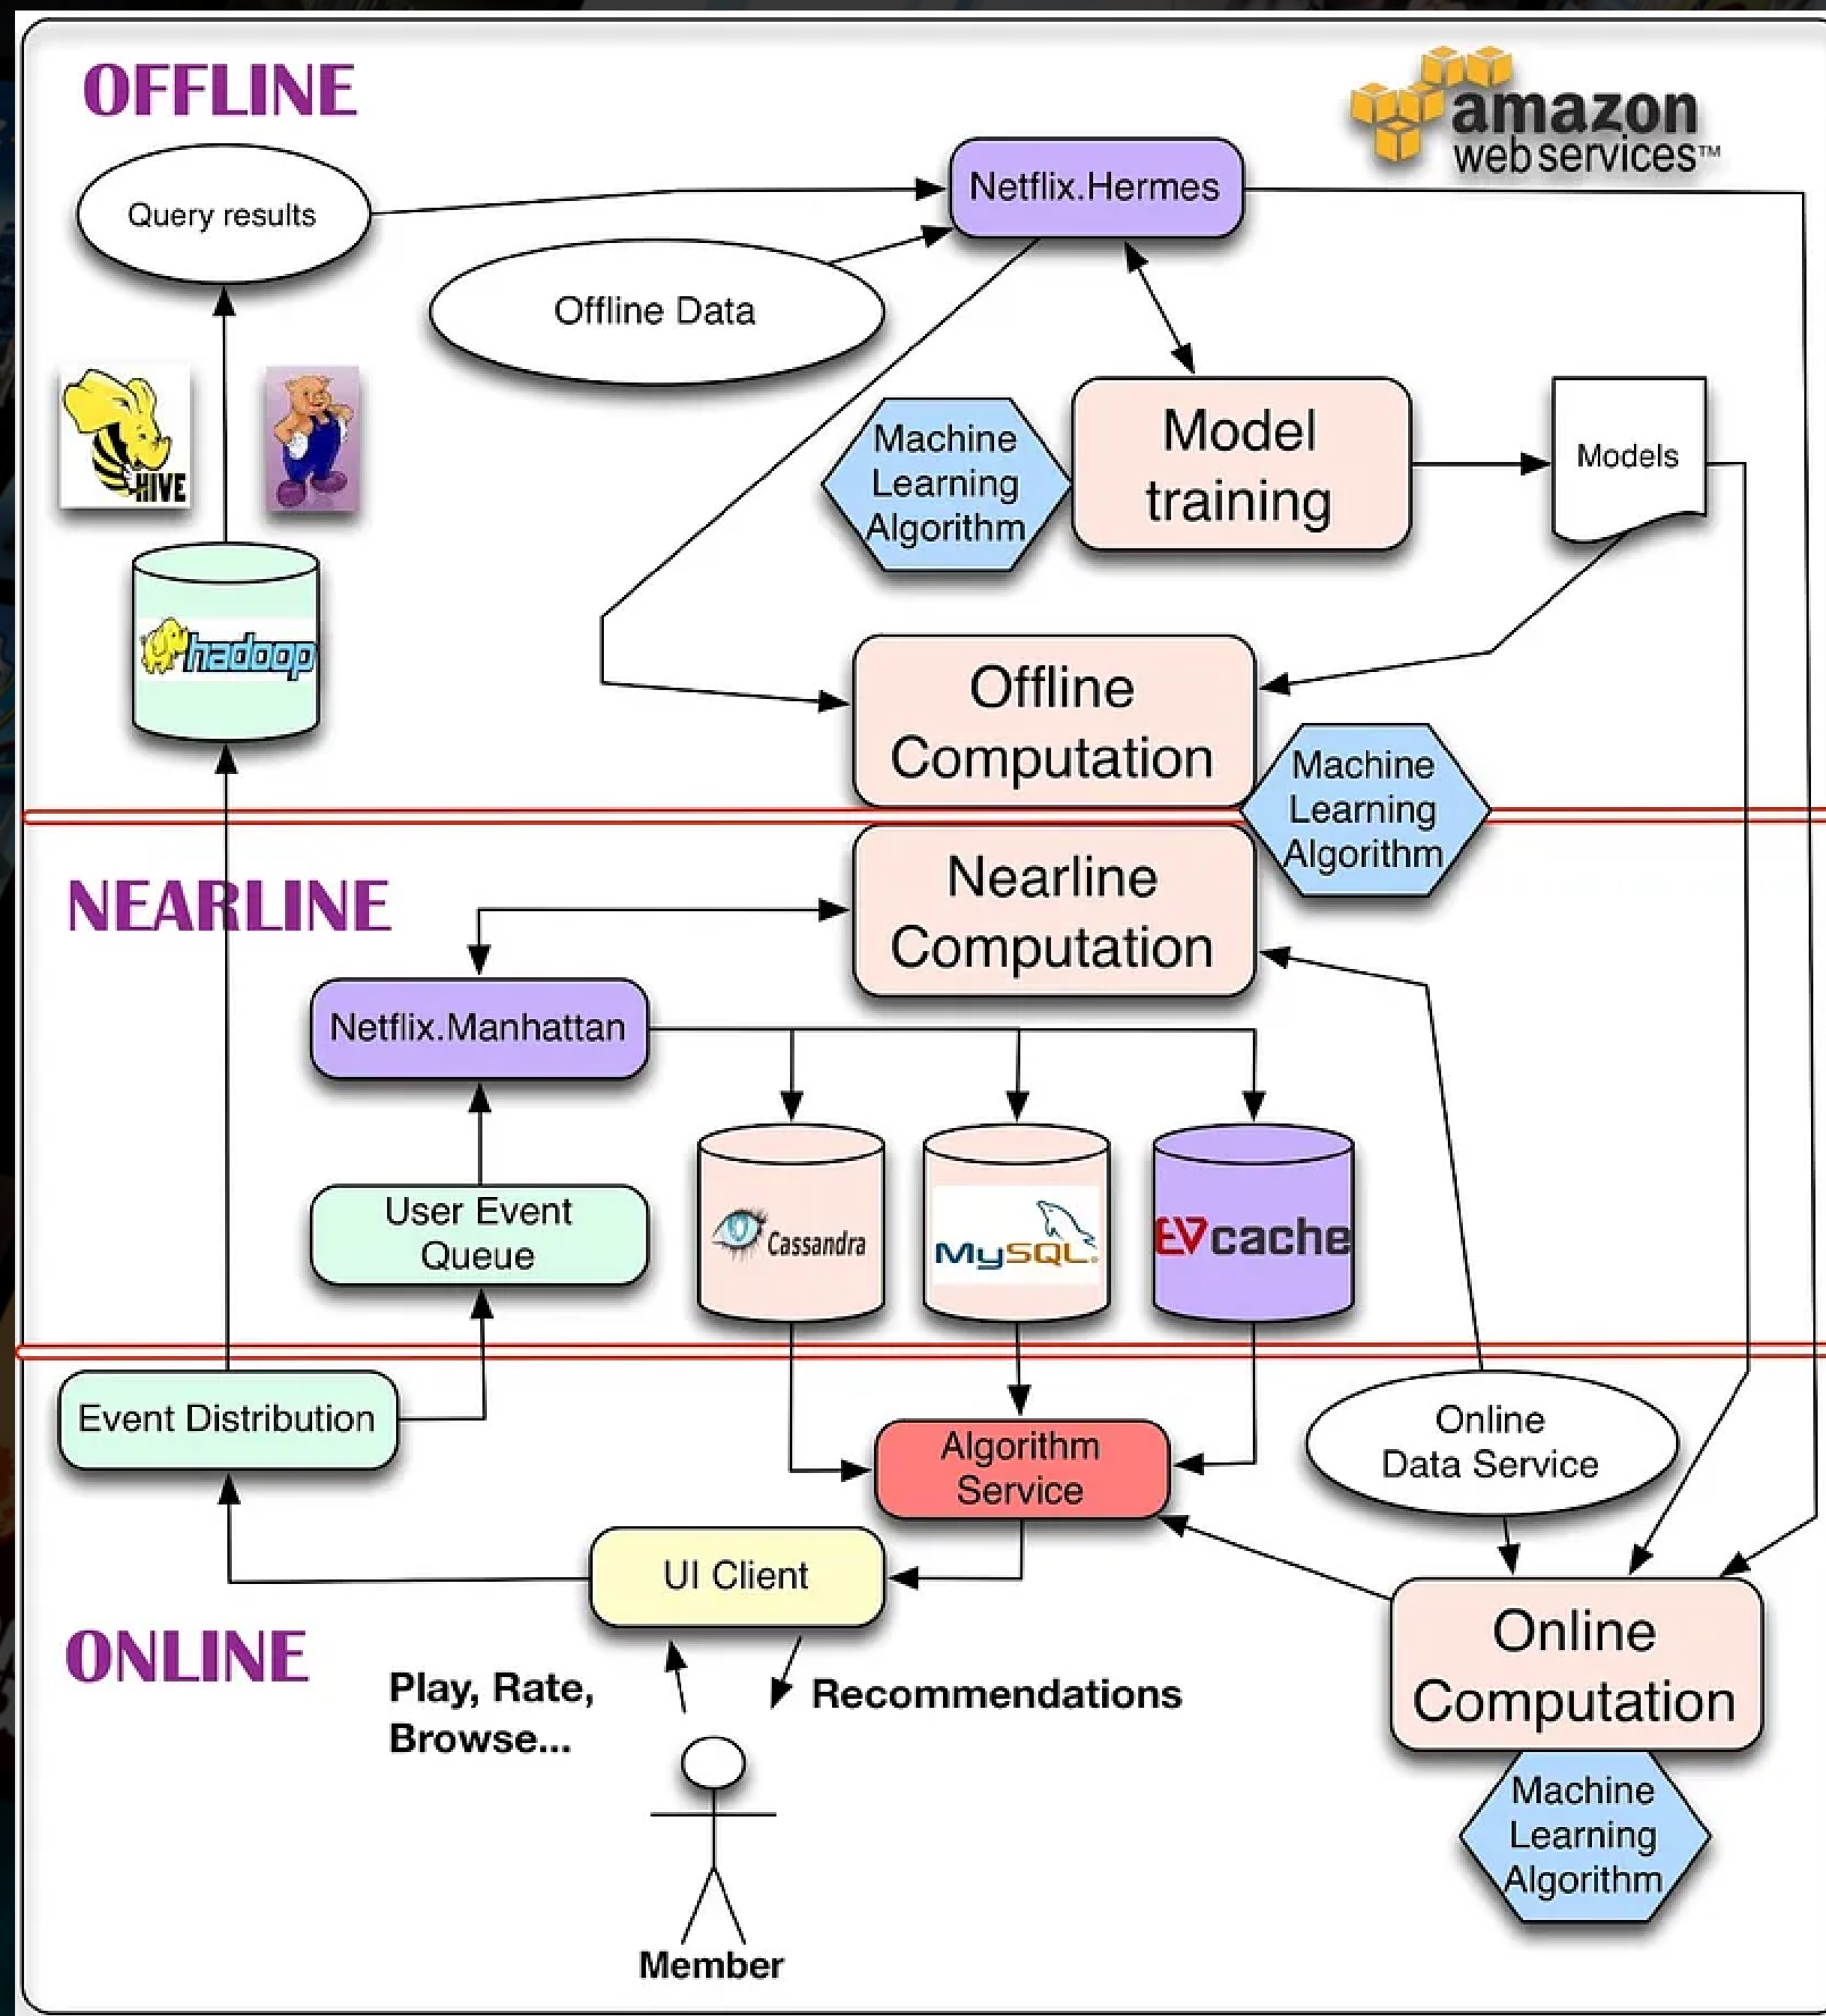 OFFLINE
amazon
web services™
Query results
Netflix.Hermes
Offline Data
HIVE
Machine
Learning
Algorithm
Model
training
Models
hadoop
Offline
Computation
Machine
Learning
Algorithm
NEARLINE
Nearline
Computation
Netflix.Manhattan
User Event
Queue
Cassandra
MySQL®
EVcache
Event Distribution
Algorithm
Service
Online
Data Service
UI Client
ONLINE
Play, Rate,
Browse...
Recommendations
Online
Computation
Machine
Learning
Algorithm
Member